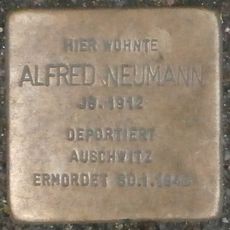 HIER WOHNTE
ALFRED NEUMANN
JG. 1912
DEPORTIERT
AUSCHWITZ
ERMORDET